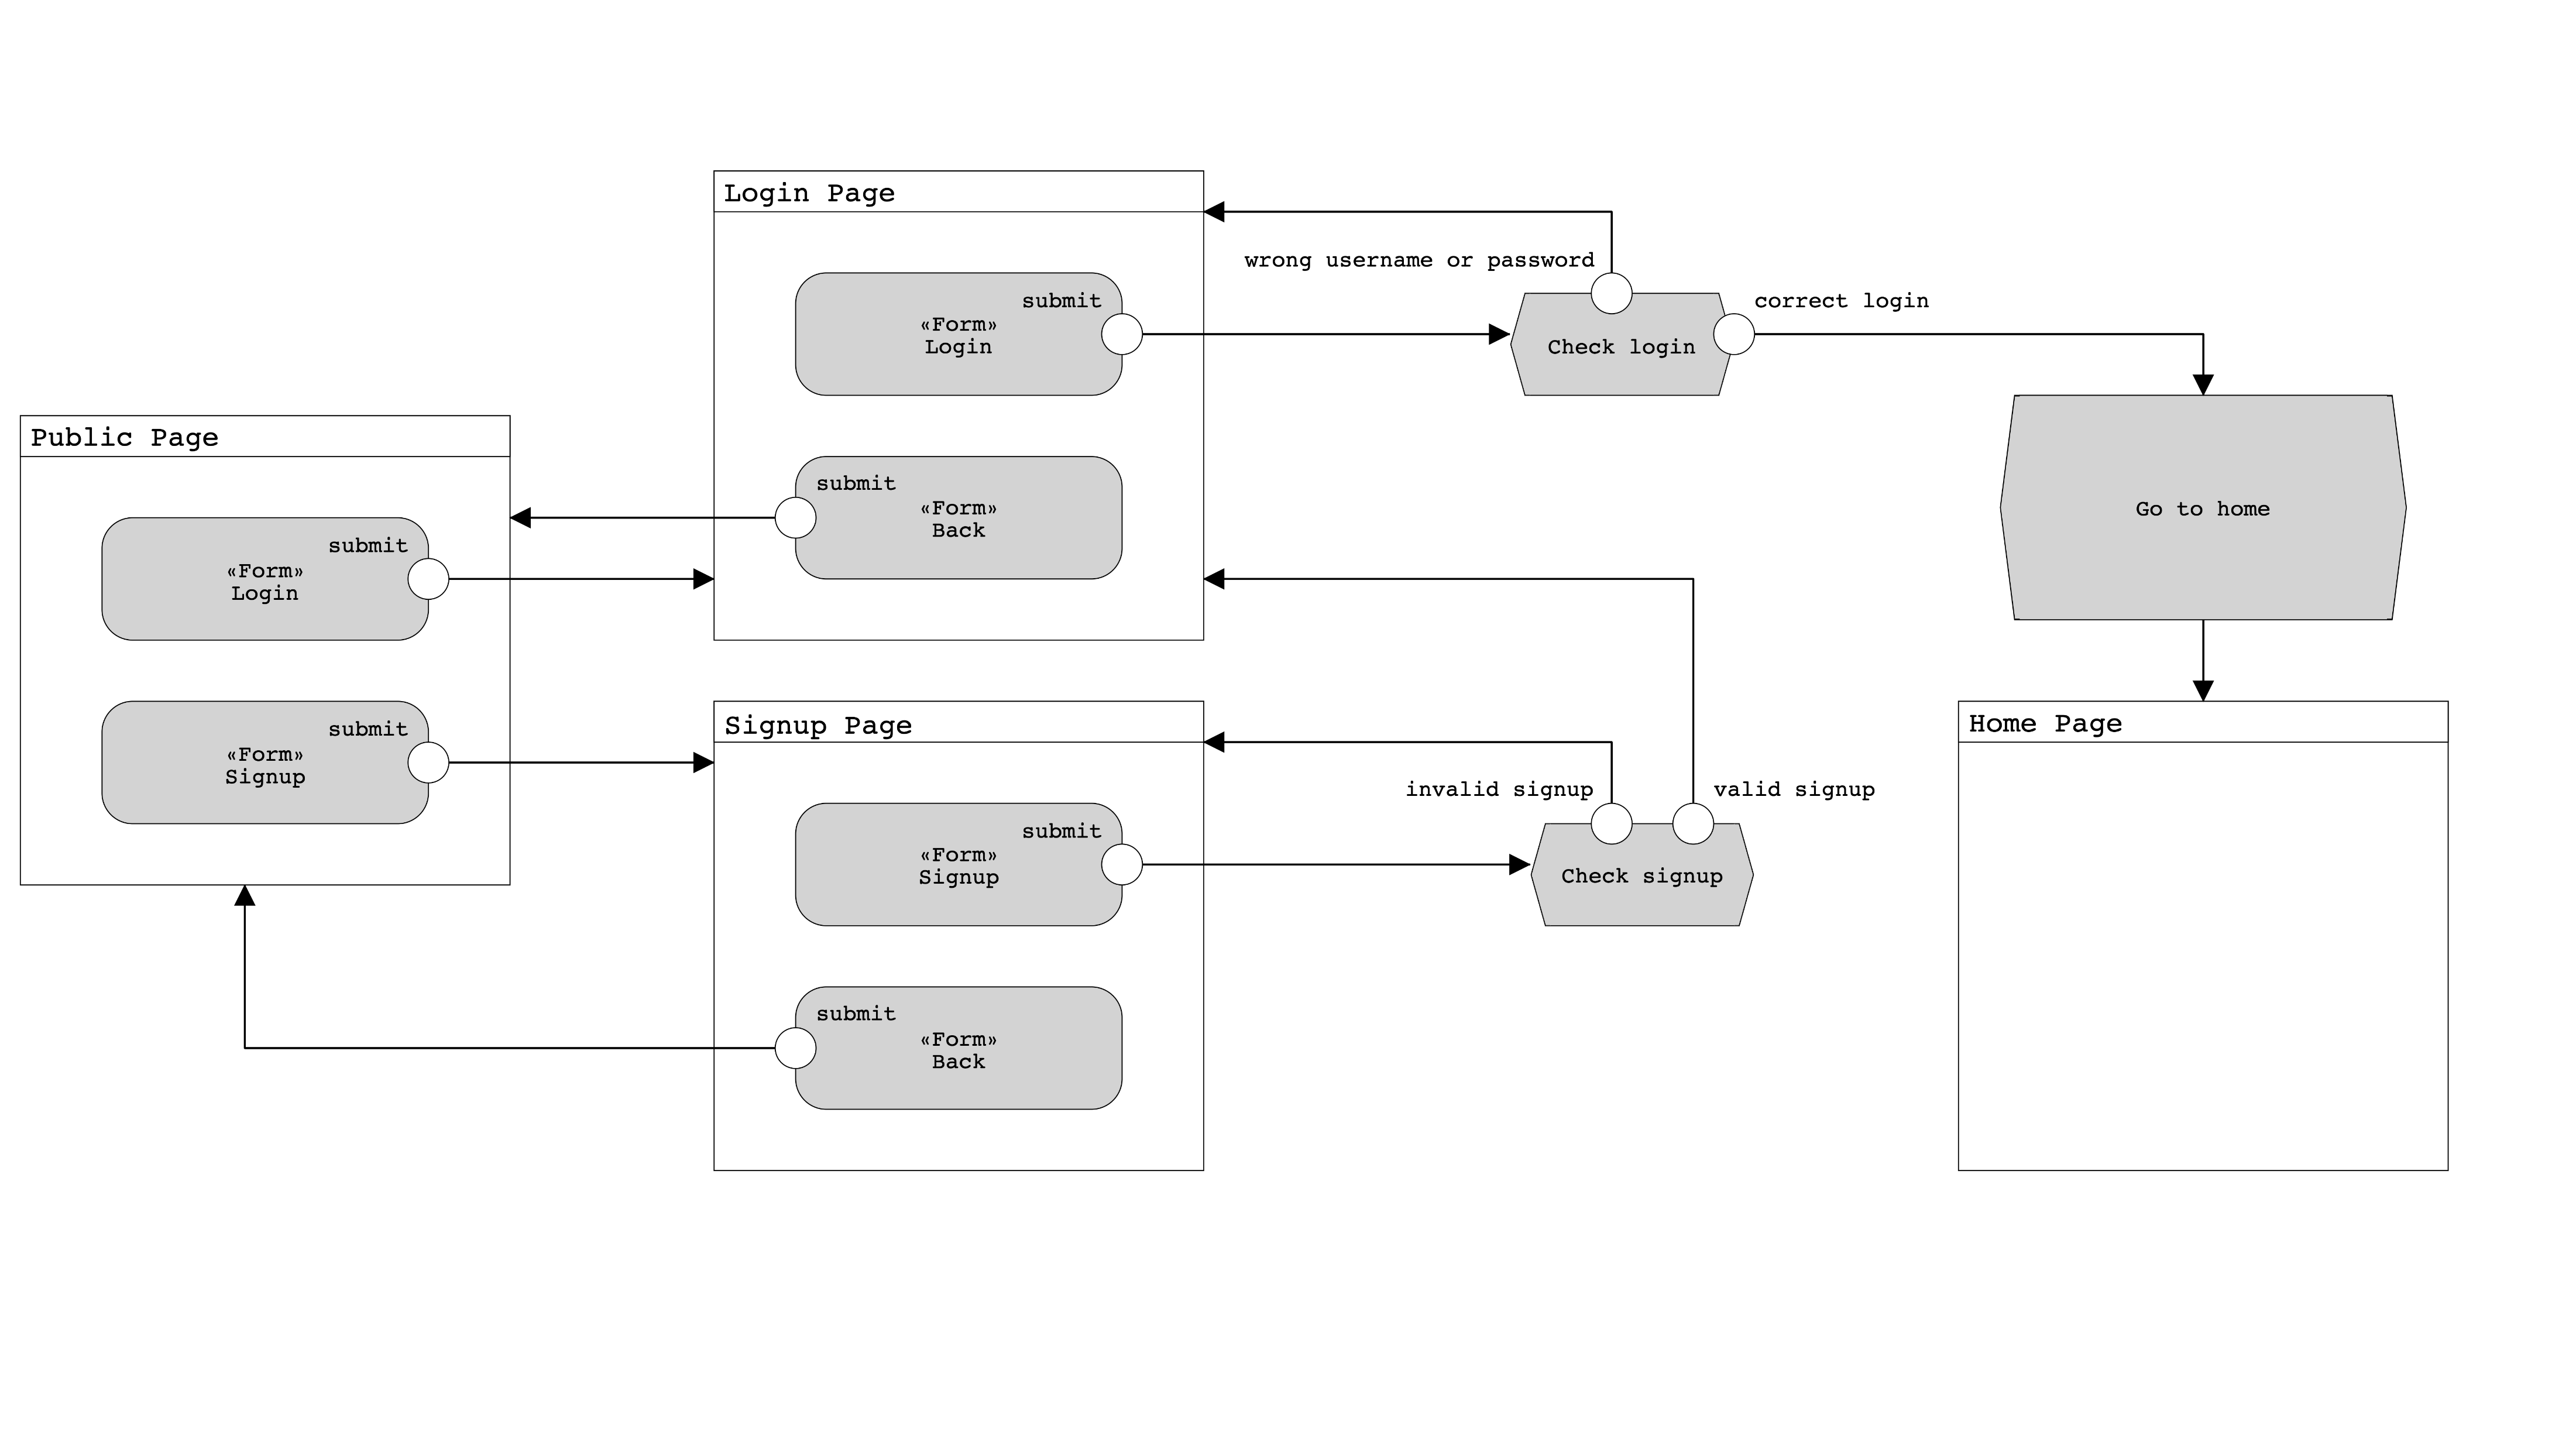 Login Page
submit
«Form»
Login
submit
«Form»
Back
wrong username or password
Check login
correct login
Go to home
Public Page
submit
«Form»
Login
submit
«Form»
Signup
Signup Page
submit
«Form»
Signup
submit
«Form»
Back
invalid signup
valid signup
Check signup
Home Page